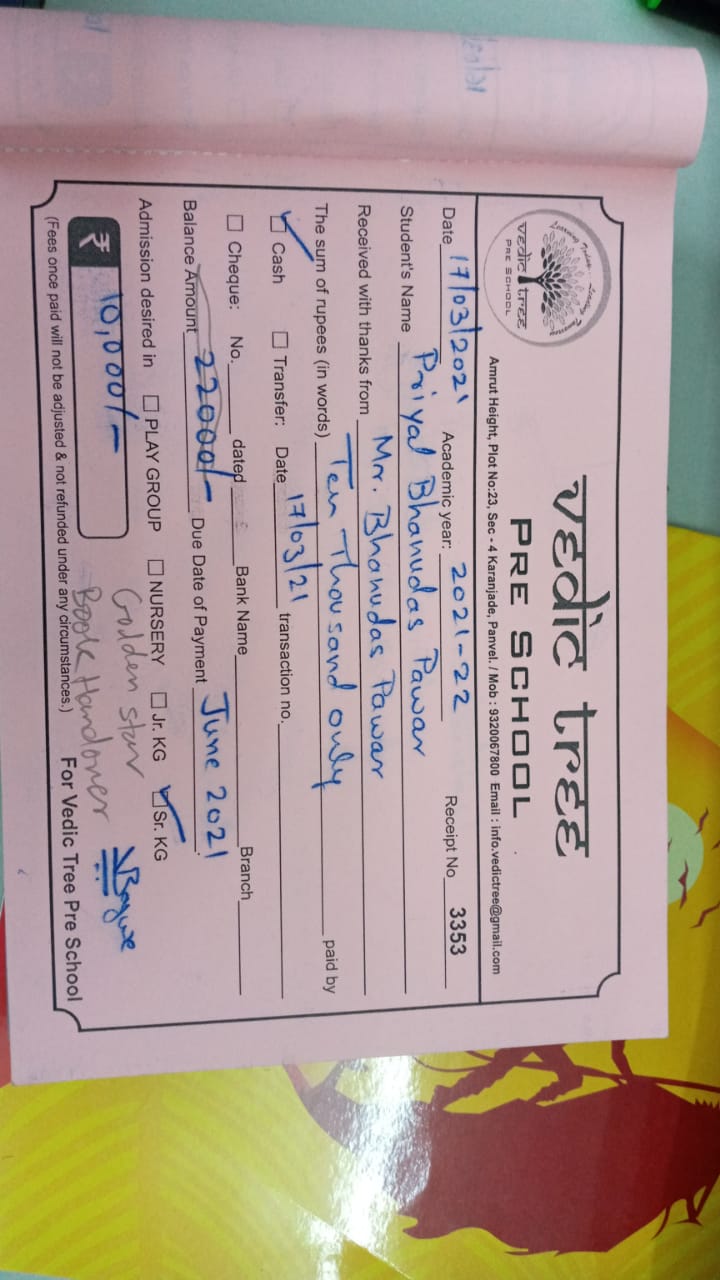 vedic tree
PRE SCHOOL
Amrut Height, Plot No:23, Sec - 4 Karanjade, Panvel. / Mob : 9320067800 Email : info.vedictree@gmail.com
vedic tree
PRE SCHOOL
Date 17/03/2021 Academic year: 2021-22 Receipt No 3353
Student's Name Priyal Bhanudas Pawar
Received with thanks from Mr. Bhanudas Pawar
The sum of rupees (in words) Ten Thousand only paid by
Cash Transfer: Date 17/03/21 transaction no.
Cheque: No. dated Bank Name Branch
Balance Amount 22000/- Due Date of Payment June 2021
Admission desired in PLAY GROUP NURSERY Jr. KG Sr. KG
₹ 10,000/- Golden star
Book Handover
(Fees once paid will not be adjusted & not refunded under any circumstances.) For Vedic Tree Pre School